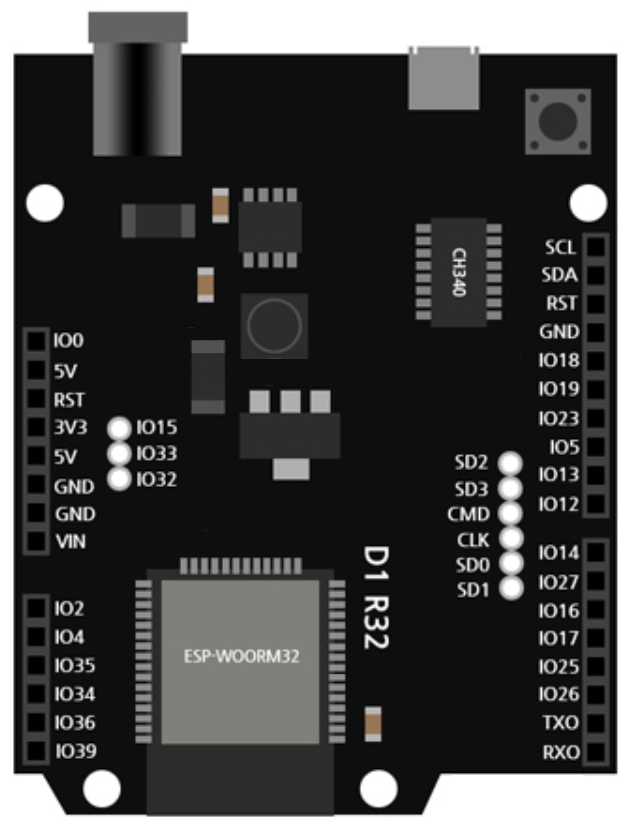 CH340
SCL
SDA
RST
GND
IO18
IO19
IO23
IO5
IO13
IO12
IO0
5V
RST
3V3
5V
GND
GND
VIN
IO15
IO33
IO32
SD2
SD3
CMD
CLK
SD0
SD1
IO14
IO27
IO16
IO17
IO25
IO26
TXO
RXO
IO2
IO4
IO35
IO34
IO36
IO39
D1 R32
ESP-WOORM32